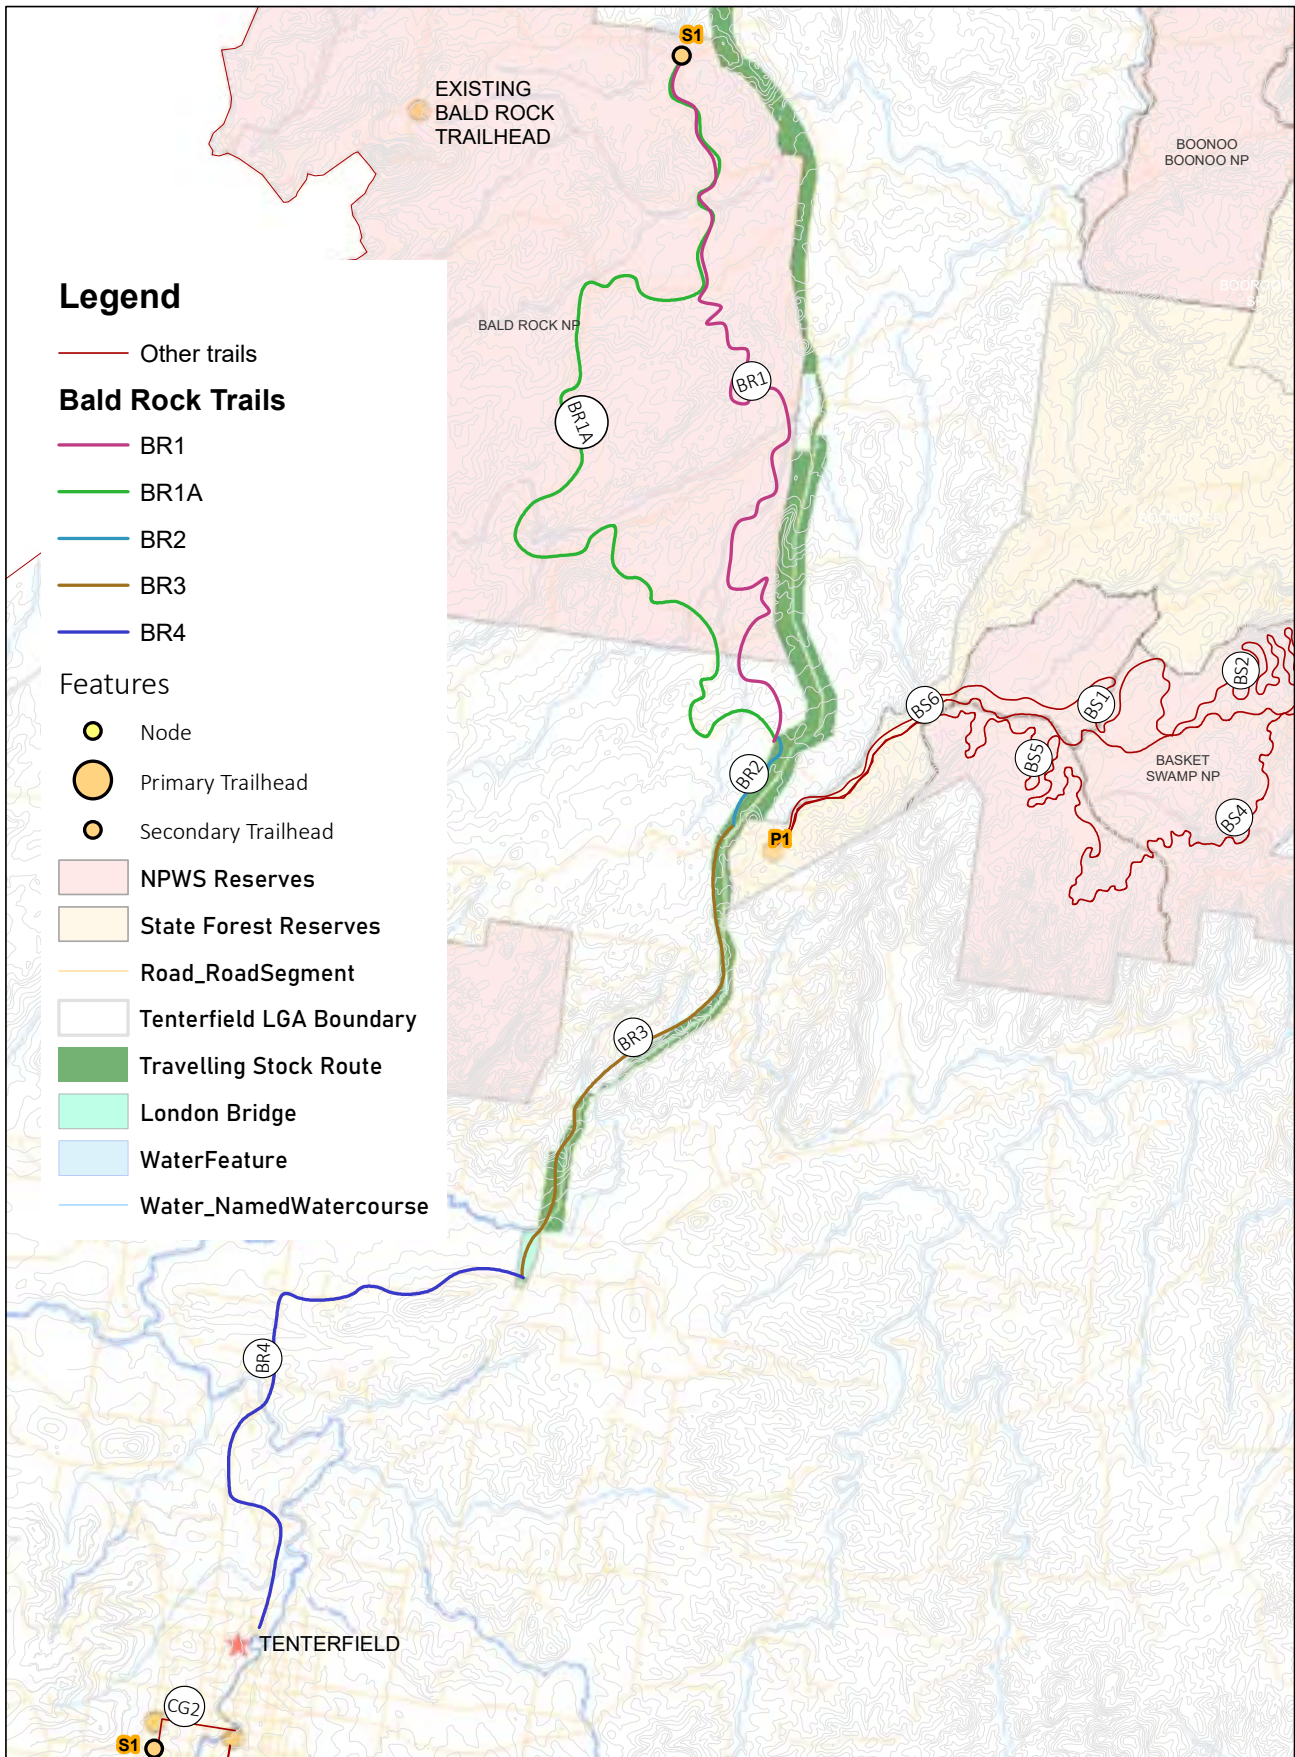 S1
EXISTING
BALD ROCK
TRAILHEAD
BOONOO
BOONOO NP
Legend
Other trails
Bald Rock Trails
BR1
BR1A
BR2
BR3
BR4
Features
Node
Primary Trailhead
Secondary Trailhead
NPWS Reserves
State Forest Reserves
Road_RoadSegment
Tenterfield LGA Boundary
Travelling Stock Route
London Bridge
WaterFeature
Water_NamedWatercourse
BALD ROCK NP
BR1
BR1A
BS2
BS1
BS6
BS5
BASKET
SWAMP NP
BR2
BS4
P1
BR3
BR4
TENTERFIELD
CG2
S1